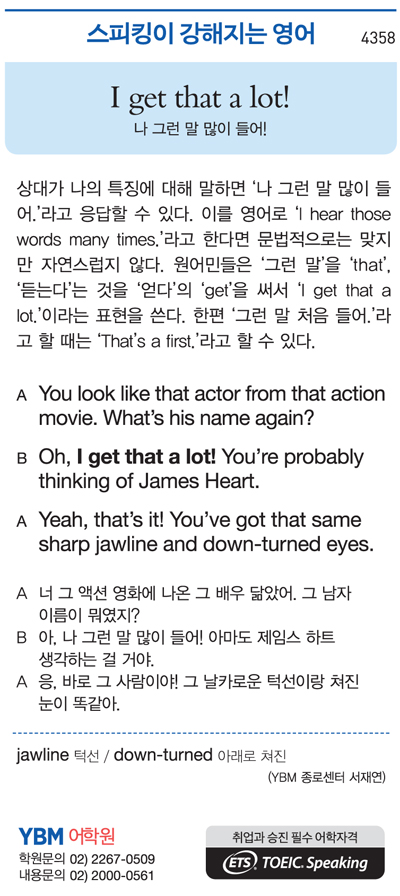 스피킹이 강해지는 영어 4358
I get that a lot!
나 그런 말 많이 들어!
상대가 나의 특징에 대해 말하면 ‘나 그런 말 많이 들
어.’라고 응답할 수 있다. 이를 영어로 ‘I hear those
words many times.’라고 한다면 문법적으로는 맞지
만 자연스럽지 않다. 원어민들은 ‘그런 말’을 ‘that’,
‘듣는다’는 것을 ‘얻다’의 ‘get’을 써서 ‘I get that a
lot.’이라는 표현을 쓴다. 한편 ‘그런 말 처음 들어.’라
고 할 때는 ‘That’s a first.’라고 할 수 있다.
A You look like that actor from that action
movie. What’s his name again?
B Oh, I get that a lot! You’re probably
thinking of James Heart.
A Yeah, that’s it! You’ve got that same
sharp jawline and down-turned eyes.
A 너 그 액션 영화에 나온 그 배우 닮았어. 그 남자
이름이 뭐였지?
B 아, 나 그런 말 많이 들어! 아마도 제임스 하트
생각하는 걸 거야.
A 응, 바로 그 사람이야! 그 날카로운 턱선이랑 쳐진
눈이 똑같아.
jawline 턱선 / down-turned 아래로 쳐진
(YBM 종로센터 서재연)
YBM 어학원
학원문의 02) 2267-0509
내용문의 02) 2000-0561
취업과 승진 필수 어학자격
ETS TOEIC. Speaking